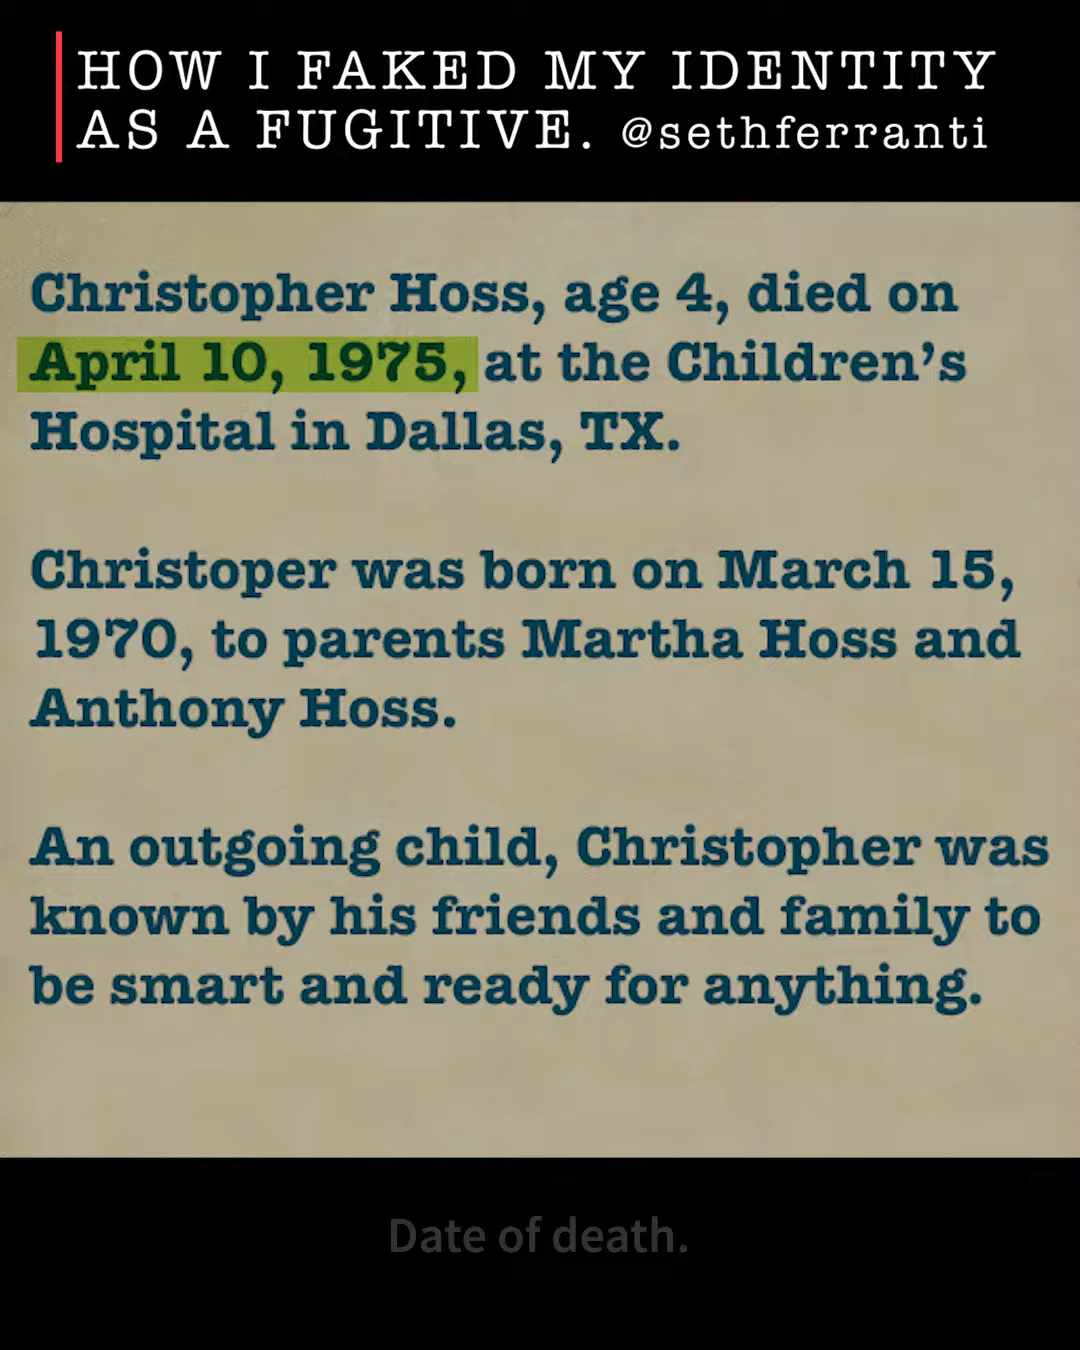 HOW I FAKED MY IDENTITY
AS A FUGITIVE. @sethferranti
Christopher Hoss, age 4, died on
April 10, 1975, at the Children's
Hospital in Dallas, TX.
Christoper was born on March 15,
1970, to parents Martha Hoss and
Anthony Hoss.
An outgoing child, Christopher was
known by his friends and family to
be smart and ready for anything.
Date of death.